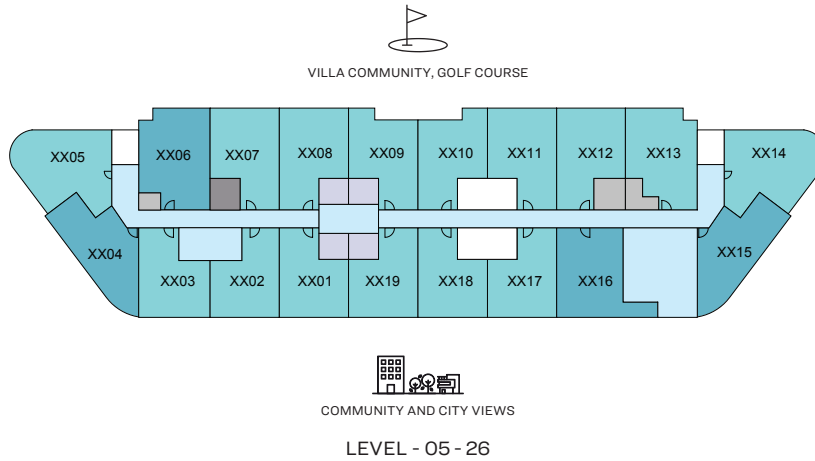 VILLA COMMUNITY, GOLF COURSE
XX05
XX06
XX07
XX08
XX09
XX10
XX11
XX12
XX13
XX14
XX04
XX03
XX02
XX01
XX19
XX18
XX17
XX16
XX15
COMMUNITY AND CITY VIEWS
LEVEL - 05 - 26